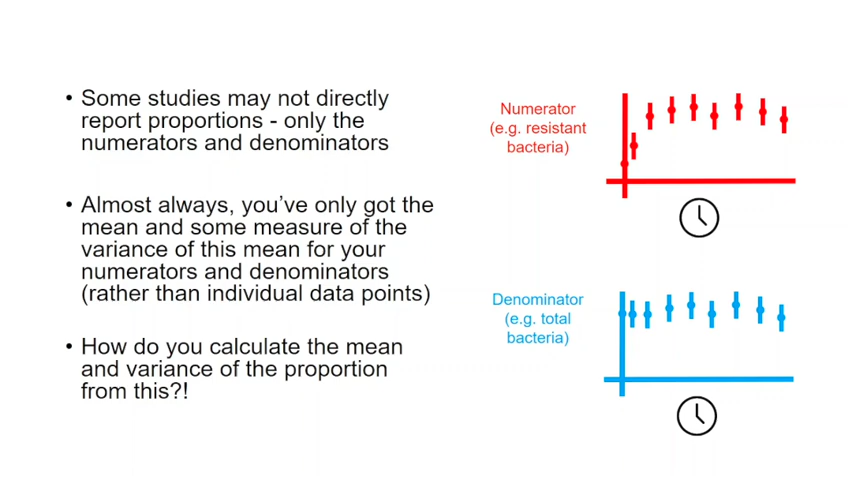 • Some studies may not directly
report proportions - only the
numerators and denominators
• Almost always, you've only got the
mean and some measure of the
variance of this mean for your
numerators and denominators
(rather than individual data points)
• How do you calculate the mean
and variance of the proportion
from this?!
Numerator
(e.g. resistant
bacteria)
Denominator
(e.g. total
bacteria)